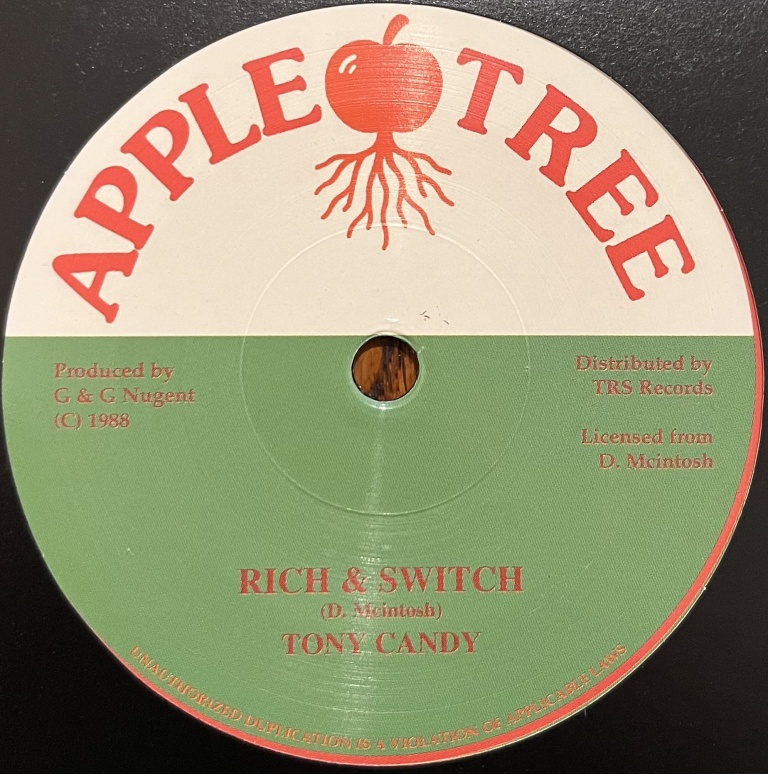 APPLE TREE
Produced by
G & G Nugent
(C) 1988
Distributed by
TRS Records
Licensed from
D. Mcintosh
RICH & SWITCH
(D. Mcintosh)
TONY CANDY
UNAUTHORIZED DUPLICATION IS A VIOLATION OF APPLICABLE LAWS